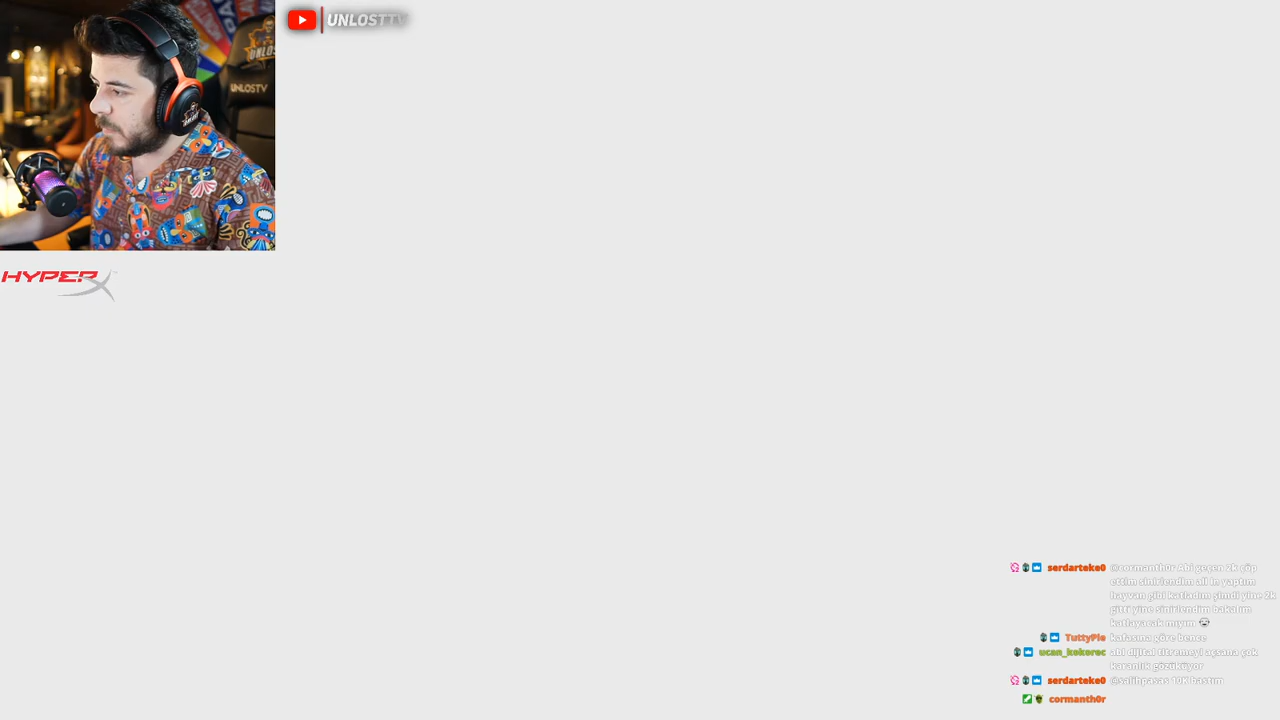 UNLOSTTV
UNLOSTV
HYPERX
serdarteke0 @cormanth0r Abi geçen 2k çöp
ettim sinirlendim all in yaptım
hayvan gibi katladım şimdi yine 2k
gitti yine sinirlendim bakalım
katlaya cak mıyım
TuttyPie kafasına göre bence
ucan_kokorec abi dijital titremeyi açsana çok
karanlık gözüküyor
serdarteke0 @salihpasas 10K bastım
cormanth0r